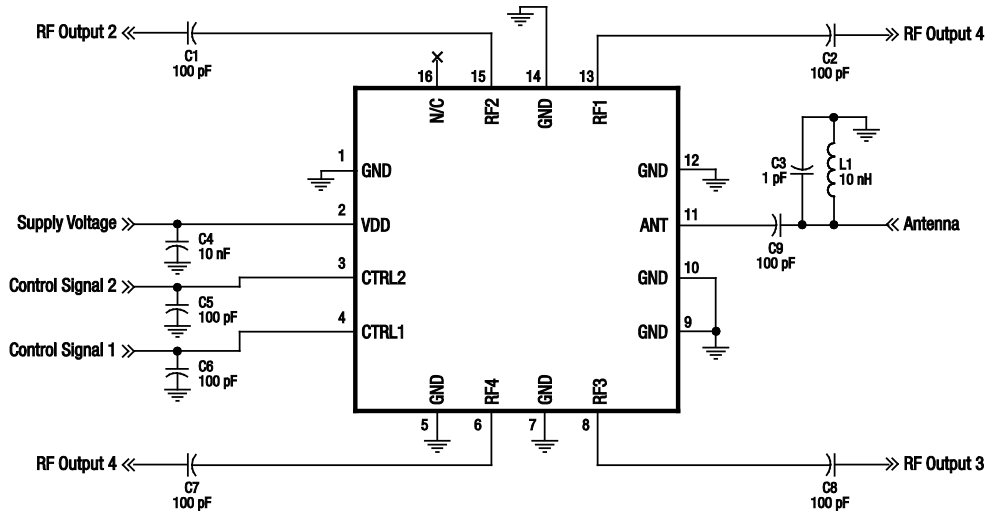 RF Output 2
C1
100 pF
RF Output 4
C2
100 pF
16
15
14
13
N/C
RF2
GND
RF1
1
GND
12
GND
C3
1 pF
L1
10 nH
Supply Voltage
2
VDD
11
ANT
Antenna
C4
10 nF
C9
100 pF
Control Signal 2
3
CTRL2
10
GND
C5
100 pF
Control Signal 1
4
CTRL1
9
GND
C6
100 pF
GND
RF4
GND
RF3
5
6
7
8
RF Output 4
C7
100 pF
RF Output 3
C8
100 pF